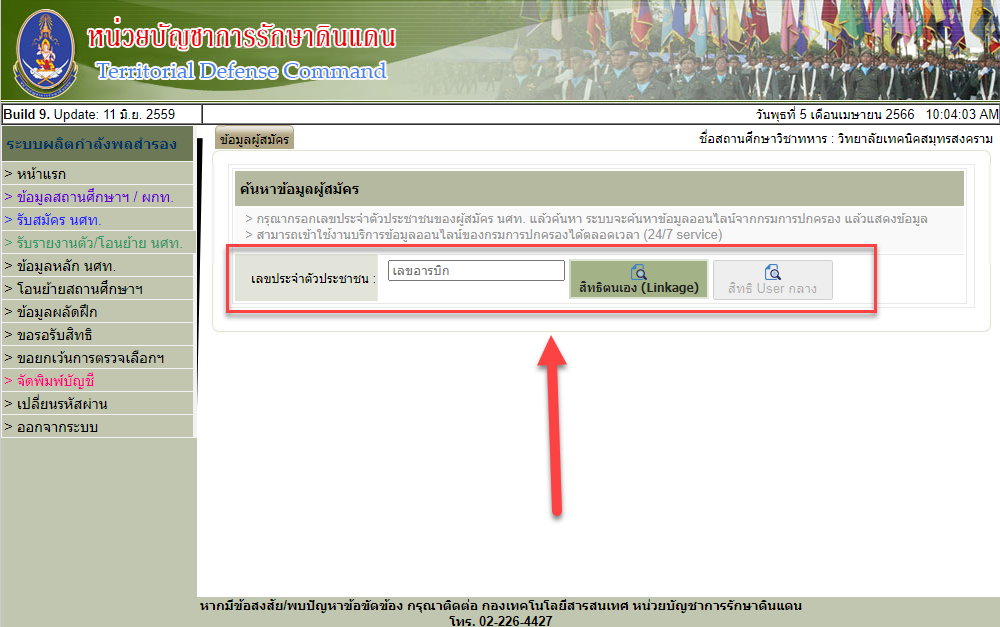 หน่วยบัญชาการรักษาดินแดน
Territorial Defense Command
Build 9. Update: 11 มิ.ย. 2559
วันพุธที่ 5 เดือนเมษายน 2566 10:04:03 AM
ระบบผลิตกำลังพลสำรอง
> หน้าแรก
> ข้อมูลสถานศึกษาฯ / ผกท.
> รับสมัคร นศท.
> รับรายงานตัว/โอนย้าย นศท.
> ข้อมูลหลัก นศท.
> โอนย้ายสถานศึกษาฯ
> ข้อมูลผลัดฝึก
> ขอรอรับสิทธิ
> ขอยกเว้นการตรวจเลือกฯ
> จัดพิมพ์บัญชี
> เปลี่ยนรหัสผ่าน
> ออกจากระบบ
ข้อมูลผู้สมัคร
ชื่อสถานศึกษาวิชาทหาร : วิทยาลัยเทคนิคสมุทรสงคราม
ค้นหาข้อมูลผู้สมัคร
> กรุณากรอกเลขประจำตัวประชาชนของผู้สมัคร นศท. แล้วค้นหา ระบบจะค้นหาข้อมูลออนไลน์จากกรมการปกครอง แล้วแสดงข้อมูล
> สามารถเข้าใช้งานบริการข้อมูลออนไลน์ของกรมการปกครองได้ตลอดเวลา (24/7 service)
เลขประจำตัวประชาชน :
เลขอารบิก
สิทธิตนเอง (Linkage)
สิทธิ User กลาง
หากมีข้อสงสัย/พบปัญหาข้อขัดข้อง กรุณาติดต่อ กองเทคโนโลยีสารสนเทศ หน่วยบัญชาการรักษาดินแดน
โทร. 02-226-4427